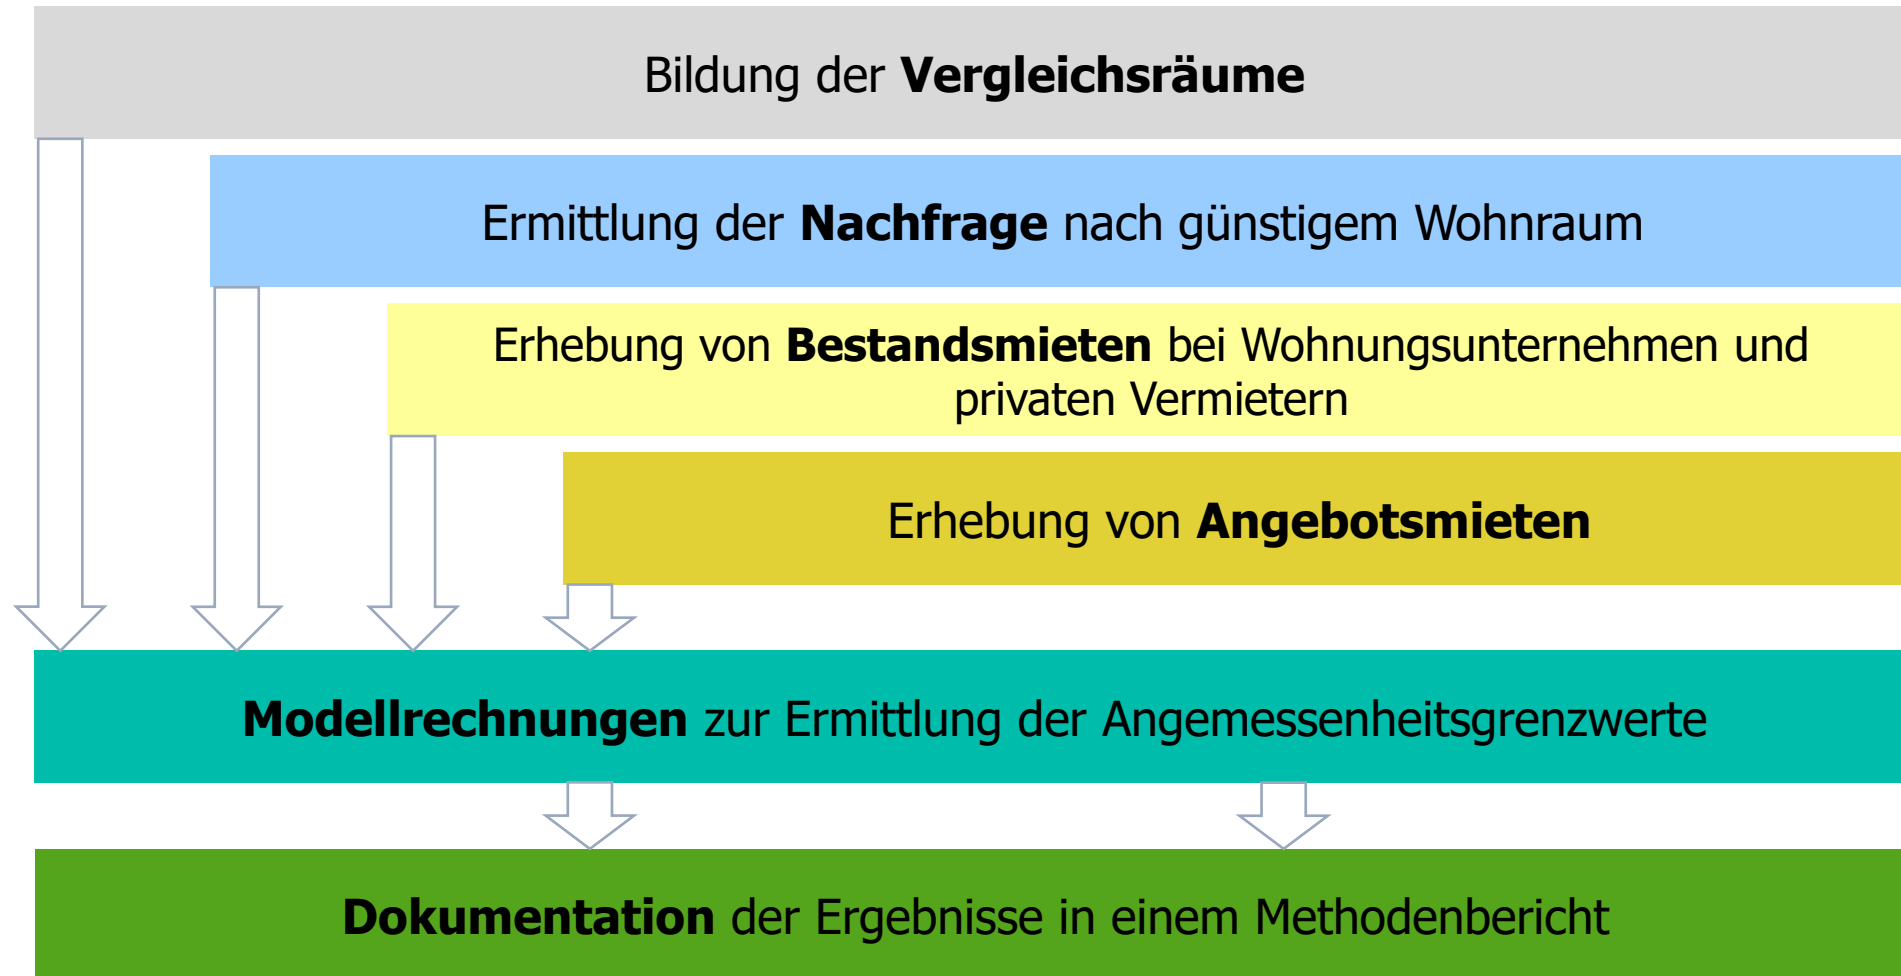 Bildung der Vergleichsräume
Ermittlung der Nachfrage nach günstigem Wohnraum
Erhebung von Bestandsmieten bei Wohnungsunternehmen und
privaten Vermietern
Erhebung von Angebotsmieten
Modellrechnungen zur Ermittlung der Angemessenheitsgrenzwerte
Dokumentation der Ergebnisse in einem Methodenbericht